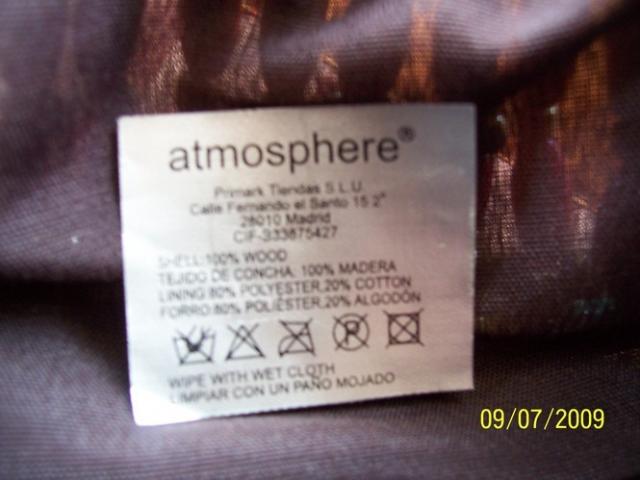 atmosphere®
Primark Tiendas S.L.U.
Calle Fernando el Santo 15 2°
28010 Madrid
CIF-333875427
SHELL:100% WOOD
TEJIDO DE CONCHA: 100% MADERA
LINING:80% POLYESTER,20% COTTON
FORRO:80% POLIÉSTER,20% ALGODÓN
WIPE WITH WET CLOTH
LIMPIAR CON UN PAÑO MOJADO
09/07/2009